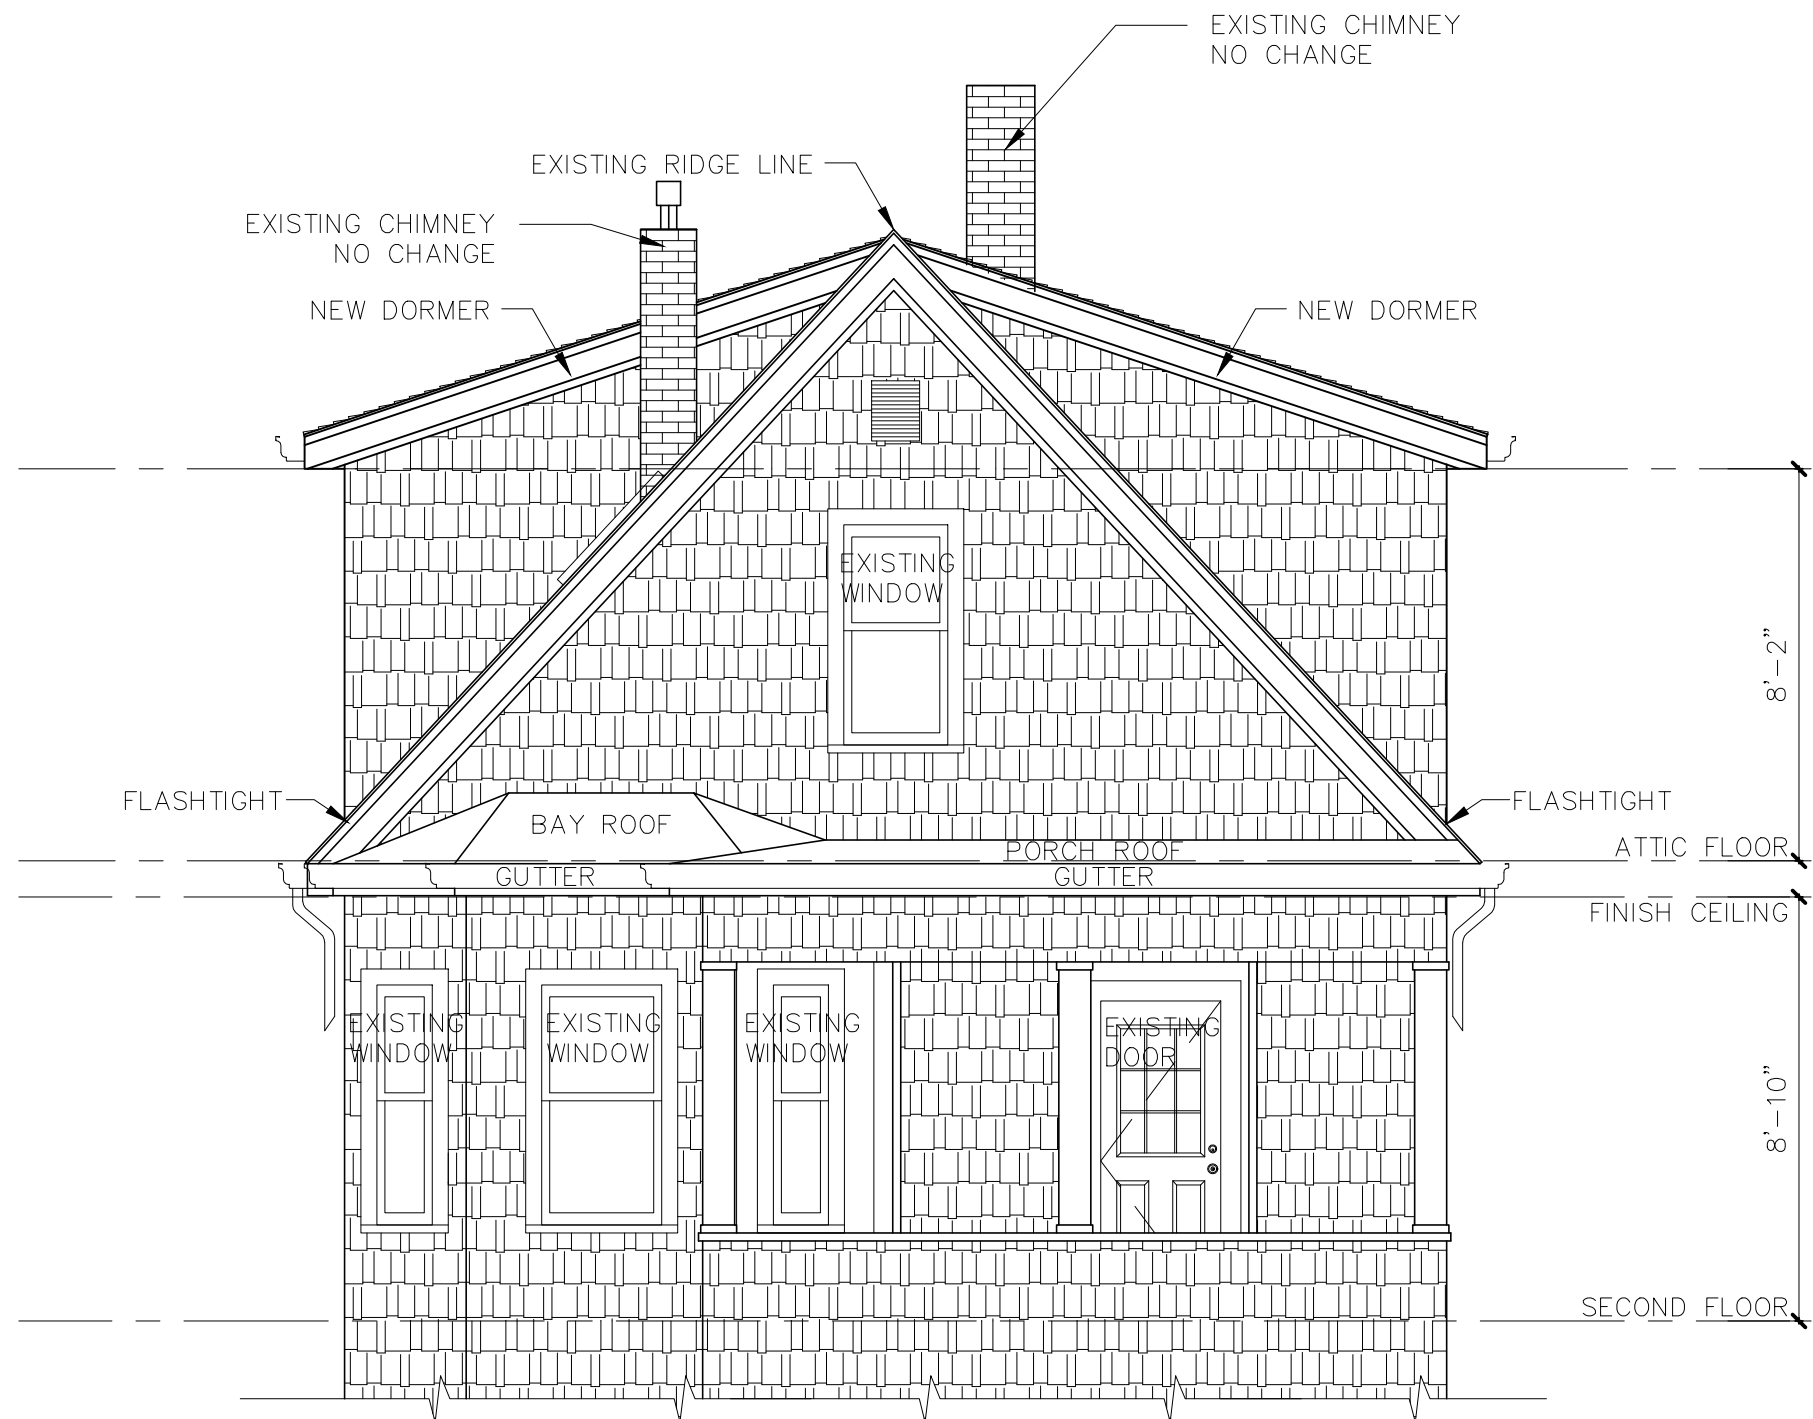 EXISTING CHIMNEY
NO CHANGE
EXISTING RIDGE LINE
EXISTING CHIMNEY
NO CHANGE
NEW DORMER
NEW DORMER
EXISTING
WINDOW
8'-2"
FLASHTIGHT
FLASHTIGHT
BAY ROOF
PORCH ROOF
ATTIC FLOOR
GUTTER
GUTTER
FINISH CEILING
EXISTING
WINDOW
EXISTING
WINDOW
EXISTING
WINDOW
EXISTING
DOOR
8'-10"
SECOND FLOOR